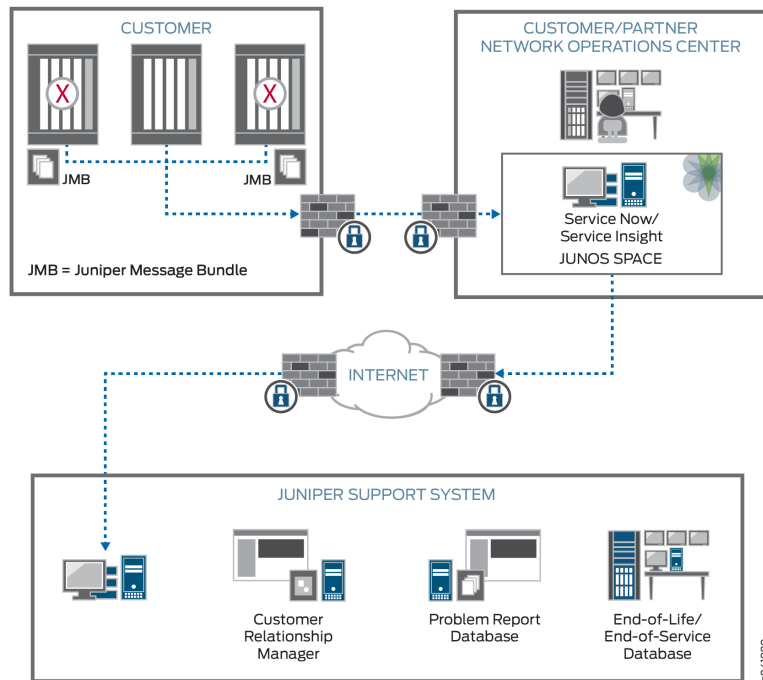 CUSTOMER
X
X
JMB
JMB
JMB = Juniper Message Bundle
CUSTOMER/PARTNER
NETWORK OPERATIONS CENTER
Service Now/
Service Insight
JUNOS SPACE
INTERNET
JUNIPER SUPPORT SYSTEM
Customer
Relationship
Manager
Problem Report
Database
End-of-Life/
End-of-Service
Database